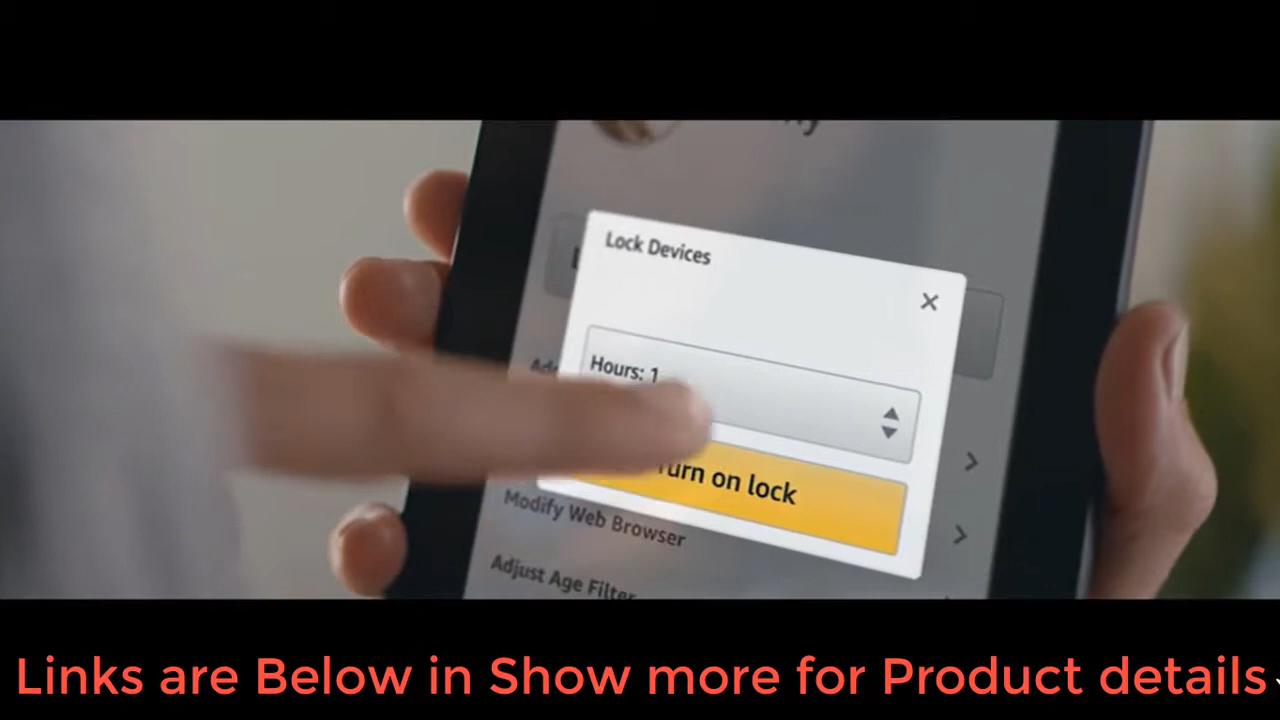 Lock Devices
Hours: 1
Turn on lock
Modify Web Browser
Adjust Age Filter
Links are Below in Show more for Product details